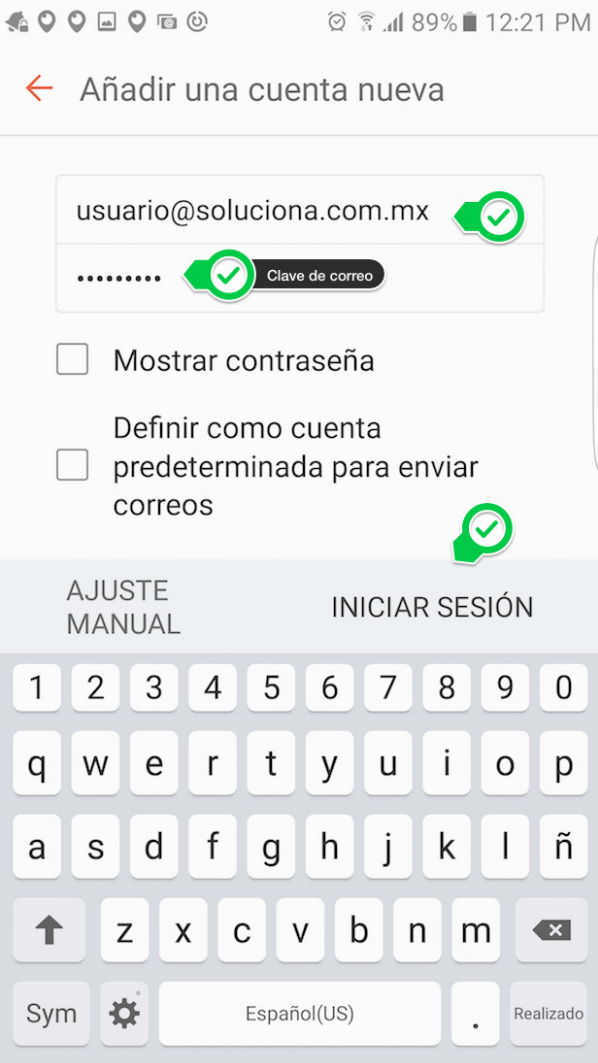 89% 12:21 PM
Añadir una cuenta nueva
usuario@soluciona.com.mx
•••••••••
Clave de correo
Mostrar contraseña
Definir como cuenta
predeterminada para enviar
correos
AJUSTE
MANUAL
INICIAR SESIÓN
1 2 3 4 5 6 7 8 9 0
q w e r t y u i o p
a s d f g h j k l ñ
z x c v b n m
Sym Español(US) . Realizado